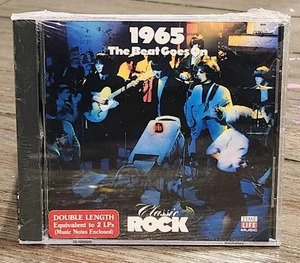 1965
The Beat Goes On
DOUBLE LENGTH
Equivalent to 2 LPs
(Music Notes Enclosed)
Classic
ROCK
TIME
LIFE
MUSIC